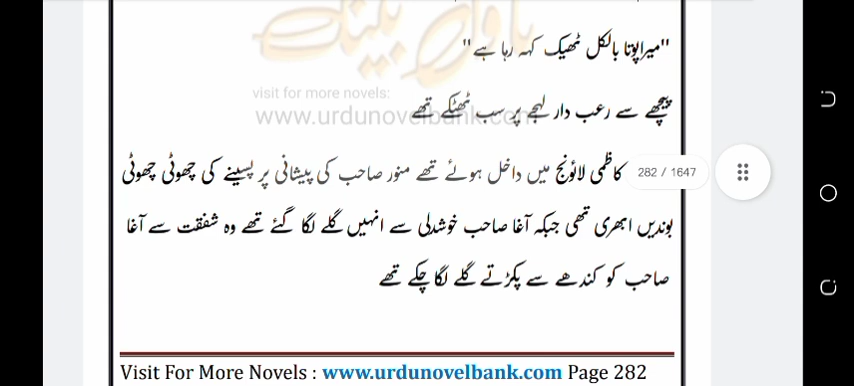 "میرا پوتا بالکل ٹھیک کہہ رہا ہے"
visit for more novels:
www.urdunovelbank.com
پیچھے سے رعب دار لہجے پر سب ٹھٹکے تھے
کاظمی لاؤنج میں داخل ہوئے تھے منور صاحب کی پیشانی پر پسینے کی چھوٹی چھوٹی
282 / 1647
بوندیں ابھری تھی جبکہ آغا صاحب خوشدلی سے انہیں گلے لگا گئے تھے وہ شفقت سے آغا
صاحب کو کندھے سے پکڑتے گلے لگا چکے تھے
Visit For More Novels : www.urdunovelbank.com Page 282